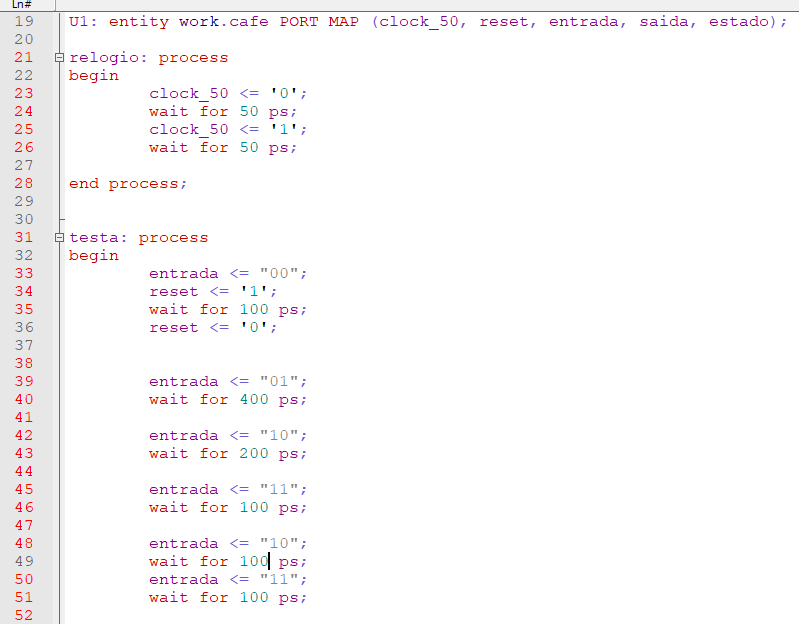 Ln#
19 U1: entity work.cafe PORT MAP (clock_50, reset, entrada, saida, estado);
20
21 relogio: process
22 begin
23 clock_50 <= '0';
24 wait for 50 ps;
25 clock_50 <= '1';
26 wait for 50 ps;
27
28 end process;
29
30
31 testa: process
32 begin
33 entrada <= "00";
34 reset <= '1';
35 wait for 100 ps;
36 reset <= '0';
37
38
39 entrada <= "01";
40 wait for 400 ps;
41
42 entrada <= "10";
43 wait for 200 ps;
44
45 entrada <= "11";
46 wait for 100 ps;
47
48 entrada <= "10";
49 wait for 100 ps;
50 entrada <= "11";
51 wait for 100 ps;
52